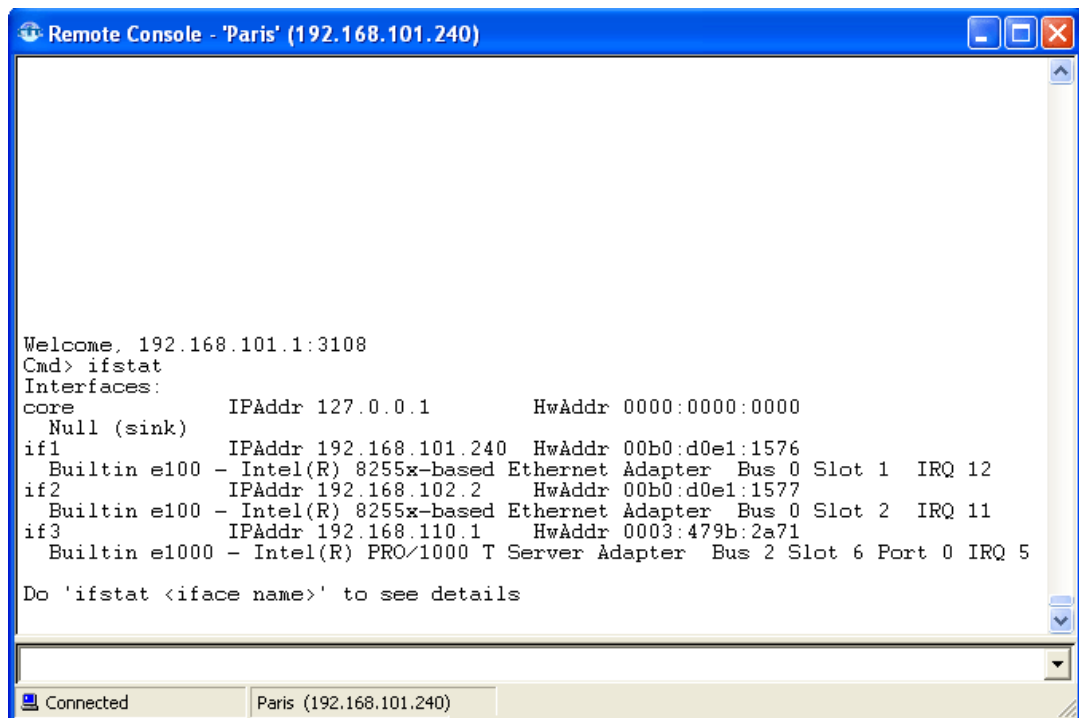 Remote Console - 'Paris' (192.168.101.240)
Welcome, 192.168.101.1:3108
Cmd> ifstat
Interfaces:
core IPAddr 127.0.0.1 HwAddr 0000:0000:0000
Null (sink)
if1 IPAddr 192.168.101.240 HwAddr 00b0:d0e1:1576
Builtin e100 - Intel(R) 8255x-based Ethernet Adapter Bus 0 Slot 1 IRQ 12
if2 IPAddr 192.168.102.2 HwAddr 00b0:d0e1:1577
Builtin e100 - Intel(R) 8255x-based Ethernet Adapter Bus 0 Slot 2 IRQ 11
if3 IPAddr 192.168.110.1 HwAddr 0003:479b:2a71
Builtin e1000 - Intel(R) PRO/1000 T Server Adapter Bus 2 Slot 6 Port 0 IRQ 5
Do 'ifstat <iface name>' to see details
Connected Paris (192.168.101.240)